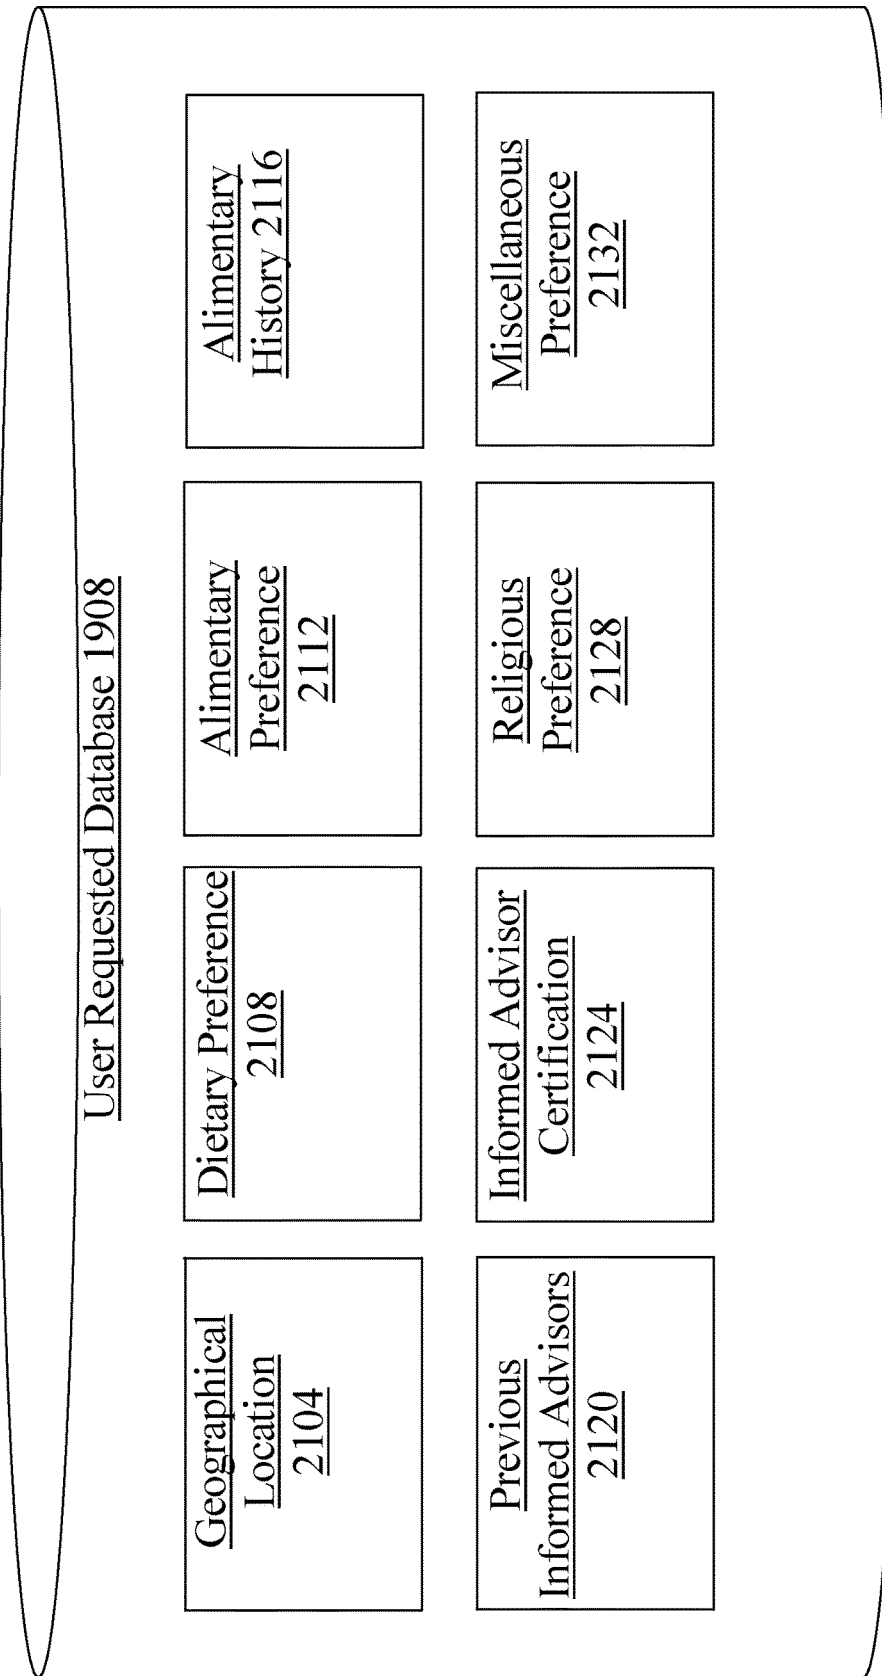 User Requested Database 1908
Geographical
Location
2104
Dietary Preference
2108
Alimentary
Preference
2112
Alimentary
History 2116
Previous
Informed Advisors
2120
Informed Advisor
Certification
2124
Religious
Preference
2128
Miscellaneous
Preference
2132